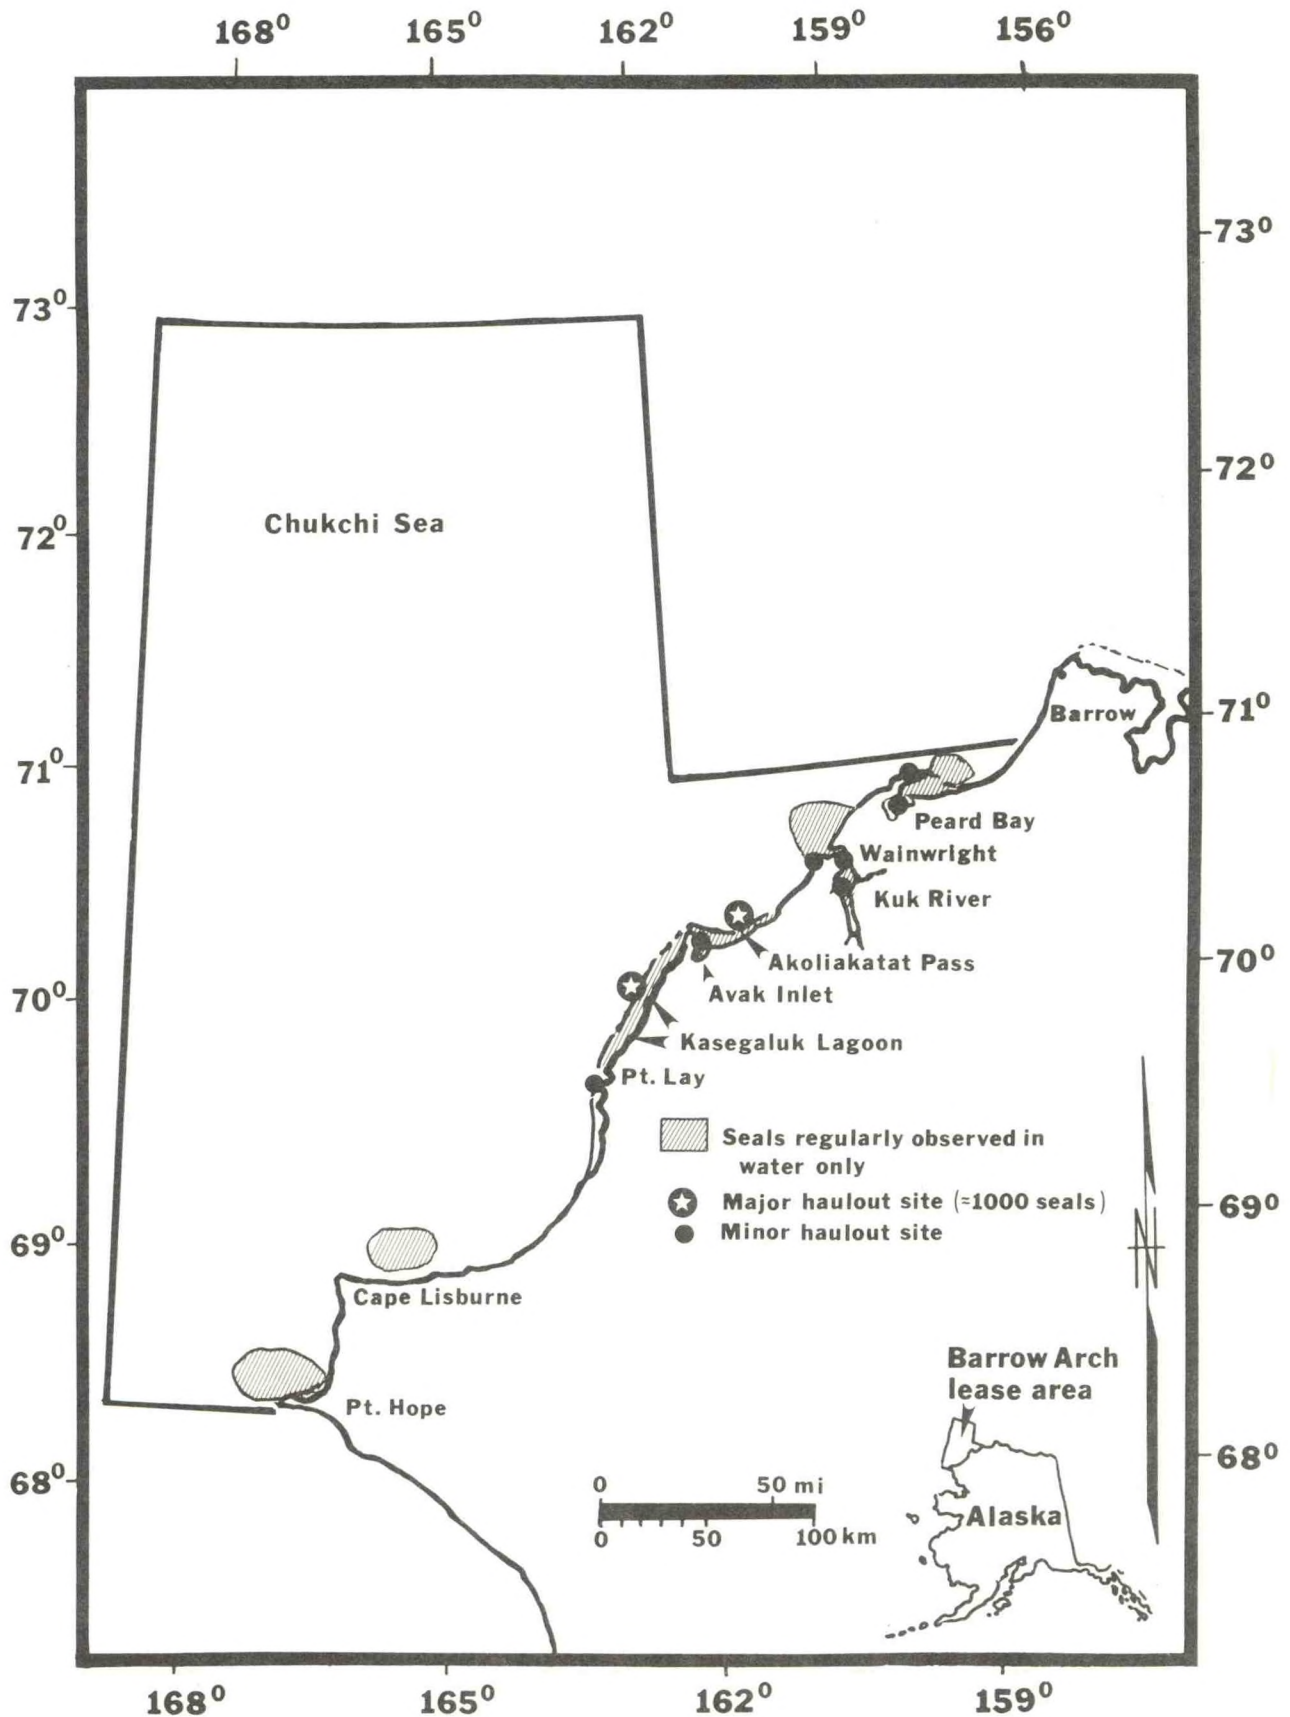 168⁰ 165⁰ 162⁰ 159⁰ 156⁰
73⁰
73⁰
72⁰
Chukchi Sea
72⁰
Barrow
71⁰
71⁰
Peard Bay
Wainwright
Kuk River
Akoliakatat Pass
70⁰
Avak Inlet
70⁰
Kasegaluk Lagoon
Pt. Lay
Seals regularly observed in
water only
Major haulout site (≈1000 seals)
69⁰
Minor haulout site
69⁰
N
Cape Lisburne
Barrow Arch
lease area
Pt. Hope
68⁰
68⁰
0 50 mi
Alaska
0 50 100 km
168⁰ 165⁰ 162⁰ 159⁰